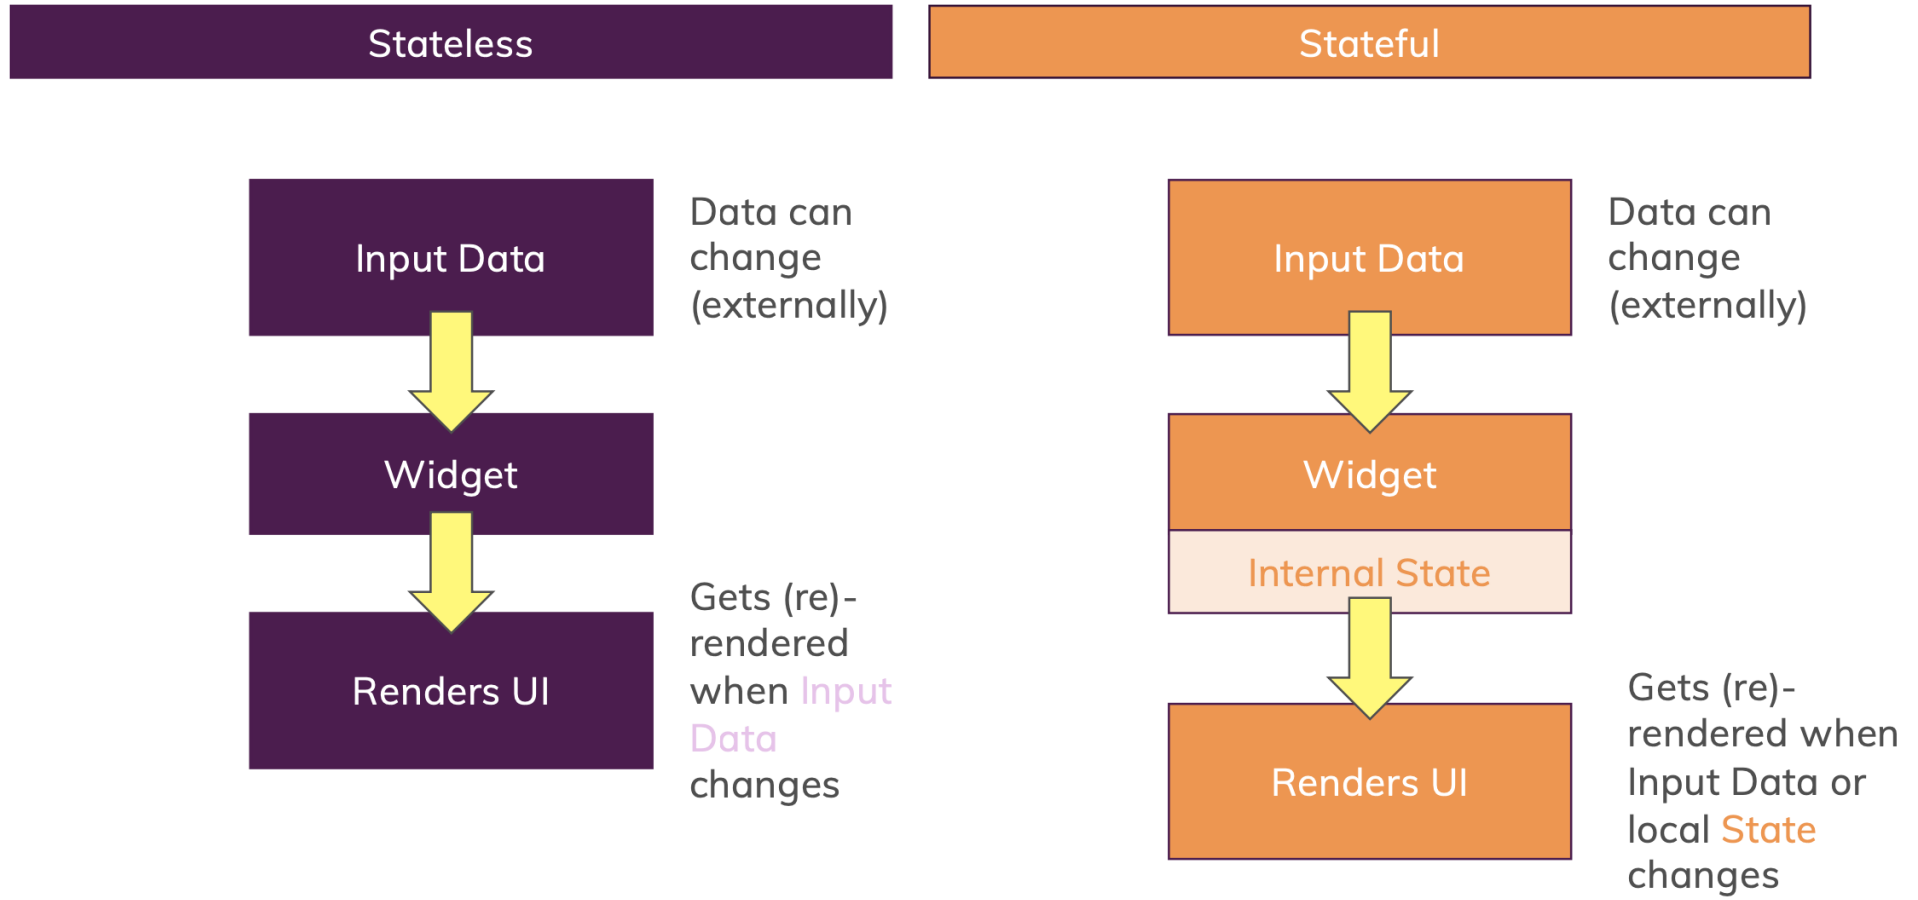 Stateless
Input Data
Data can
change
(externally)
Widget
Renders UI
Gets (re)-
rendered
when Input
Data
changes
Stateful
Input Data
Data can
change
(externally)
Widget
Internal State
Renders UI
Gets (re)-
rendered when
Input Data or
local State
changes